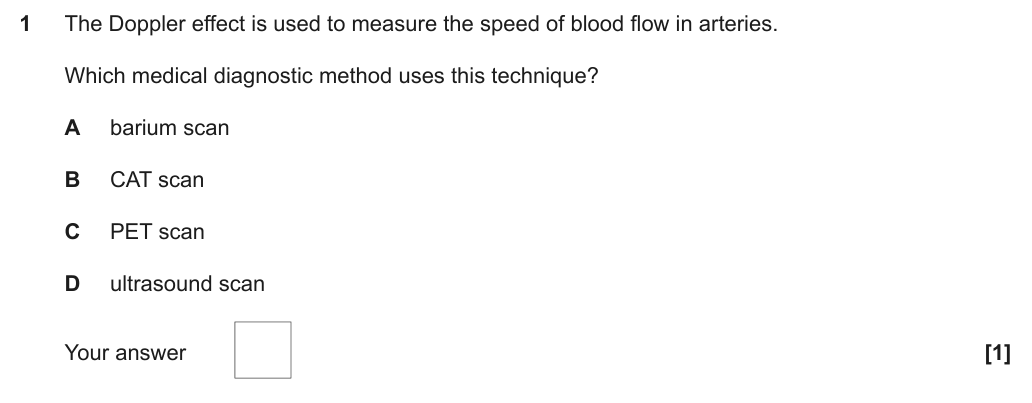 1 The Doppler effect is used to measure the speed of blood flow in arteries.
Which medical diagnostic method uses this technique?
A barium scan
B CAT scan
C PET scan
D ultrasound scan
Your answer [1]